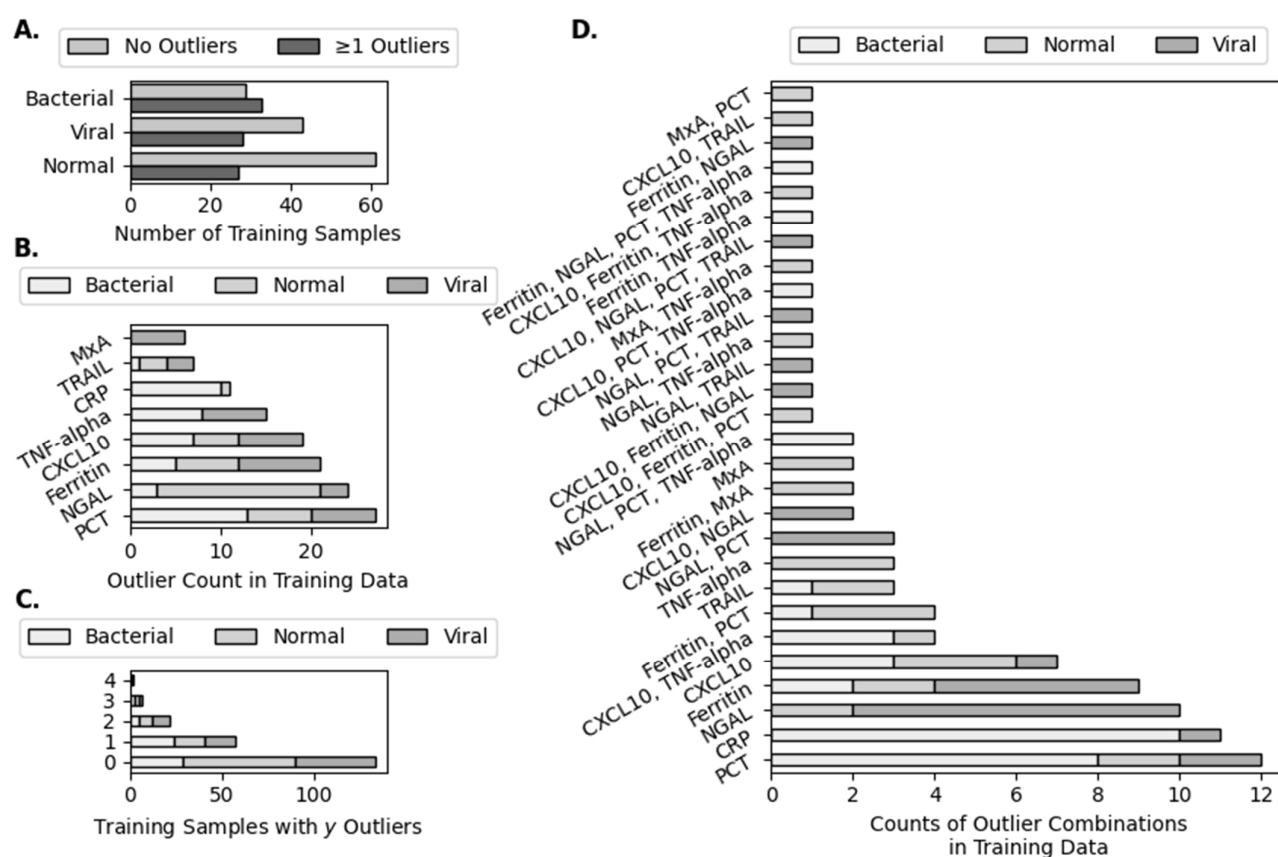 A.
No Outliers ≥1 Outliers
Bacterial
Viral
Normal
0 20 40 60
Number of Training Samples
B.
Bacterial Normal Viral
MxA
TRAIL
CRP
TNF-alpha
CXCL10
Ferritin
NGAL
PCT
0 10 20
Outlier Count in Training Data
C.
Bacterial Normal Viral
4
3
2
1
0
0 50 100
Training Samples with y Outliers
D.
Bacterial Normal Viral
MxA, PCT
CXCL10, TRAIL
Ferritin, NGAL
Ferritin, NGAL, PCT, TNF-alpha
CXCL10, Ferritin, TNF-alpha
Ferritin, TNF-alpha
CXCL10, NGAL, PCT, TRAIL
MxA, TNF-alpha
CXCL10, PCT, TNF-alpha
NGAL, PCT, TRAIL
NGAL, TNF-alpha
NGAL, TRAIL
CXCL10, Ferritin, NGAL
CXCL10, Ferritin, PCT
NGAL, PCT, TNF-alpha
MxA
Ferritin, MxA
CXCL10, NGAL
NGAL, PCT
TNF-alpha
TRAIL
Ferritin, PCT
CXCL10, TNF-alpha
CXCL10
Ferritin
NGAL
CRP
PCT
0 2 4 6 8 10 12
Counts of Outlier Combinations
in Training Data